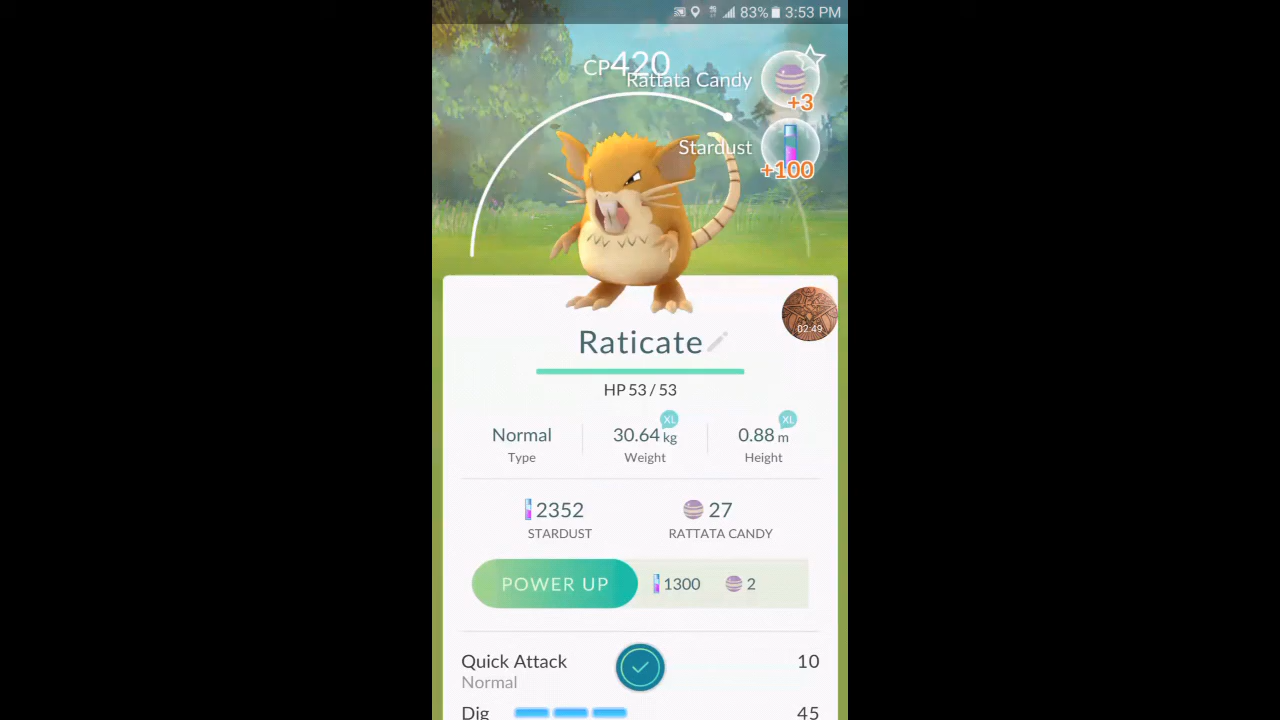 83% 3:53 PM
CP420
Rattata Candy
+3
Stardust
+100
02:49
Raticate
HP 53 / 53
XL
XL
Normal
30.64 kg
0.88 m
Type
Weight
Height
2352
27
STARDUST
RATTATA CANDY
POWER UP
1300
2
Quick Attack
10
Normal
Dig
45